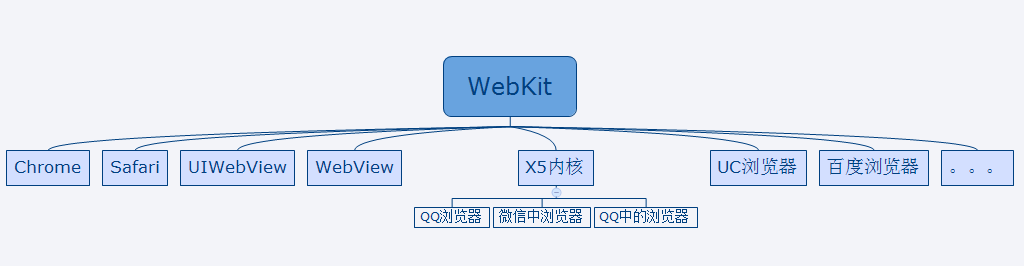 WebKit
Chrome
Safari
UIWebView
WebView
X5内核
UC浏览器
百度浏览器
。。。
QQ浏览器
微信中浏览器
QQ中的浏览器